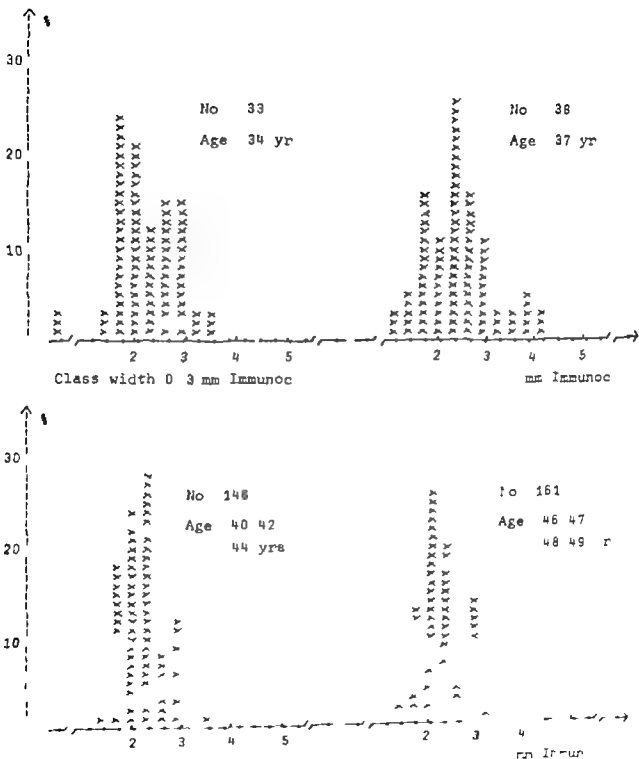 %
30
20
10
No 33
Age 34 yr
No 38
Age 37 yr
2 3 4 5
2 3 4 5
Class width 0 3 mm Immunoc
mm Immunoc
%
30
20
10
No 146
Age 40 42
44 yrs
No 161
Age 46 47
48 49
2 3 4 5
2 3 4